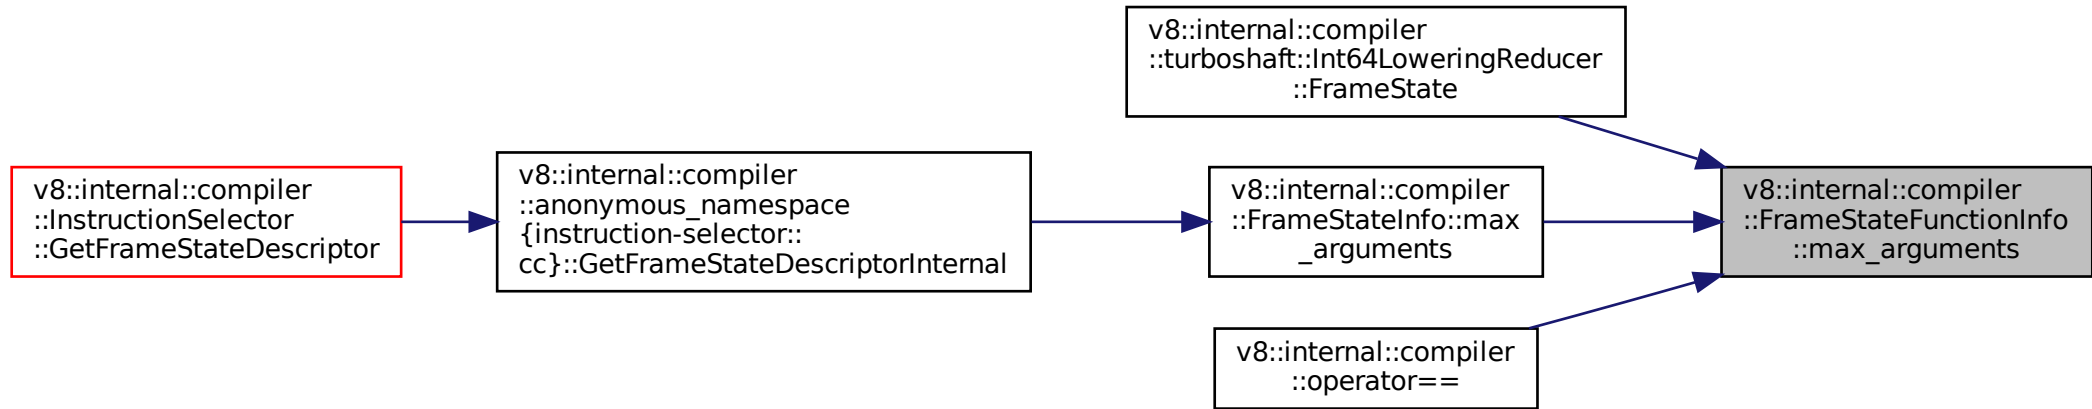 v8::internal::compiler
::turboshaft::Int64LoweringReducer
::FrameState
v8::internal::compiler
::InstructionSelector
::GetFrameStateDescriptor
v8::internal::compiler
::anonymous_namespace
{instruction-selector::
cc}::GetFrameStateDescriptorInternal
v8::internal::compiler
::FrameStateInfo::max
_arguments
v8::internal::compiler
::FrameStateFunctionInfo
::max_arguments
v8::internal::compiler
::operator==